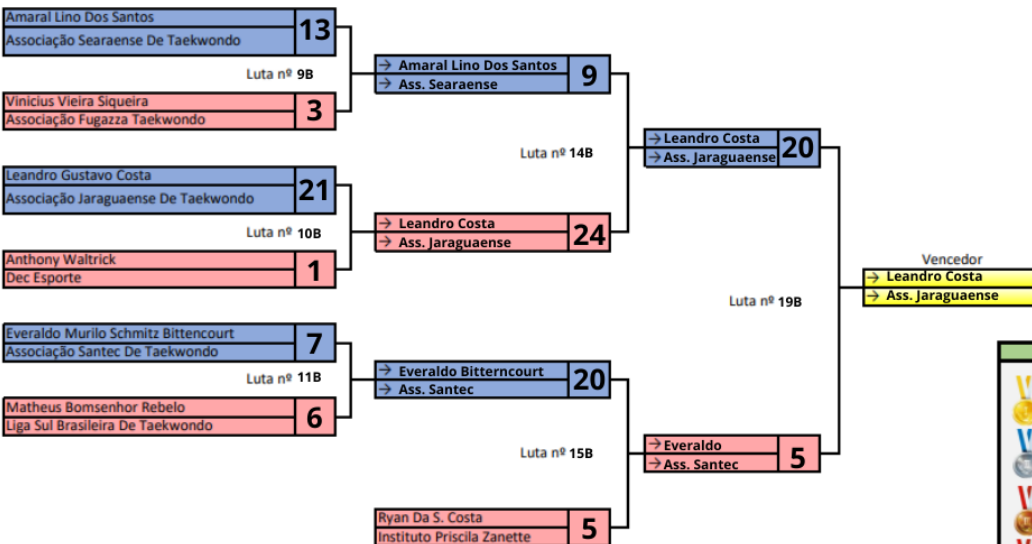 Amaral Lino Dos Santos
Associação Searaense De Taekwondo
13
Luta nº 9B
Vinicius Vieira Siqueira
Associação Fugazza Taekwondo
3
→ Amaral Lino Dos Santos
→ Ass. Searaense
9
Luta nº 14B
Leandro Gustavo Costa
Associação Jaraguaense De Taekwondo
21
Luta nº 10B
Anthony Waltrick
Dec Esporte
1
→ Leandro Costa
→ Ass. Jaraguaense
24
→ Leandro Costa
→ Ass. Jaraguaense
20
Luta nº 19B
Vencedor
→ Leandro Costa
→ Ass. Jaraguaense
Everaldo Murilo Schmitz Bittencourt
Associação Santec De Taekwondo
7
Luta nº 11B
Matheus Bomsenhor Rebelo
Liga Sul Brasileira De Taekwondo
6
→ Everaldo Bitterncourt
→ Ass. Santec
20
Luta nº 15B
→ Everaldo
→ Ass. Santec
5
Ryan Da S. Costa
Instituto Priscila Zanette
5